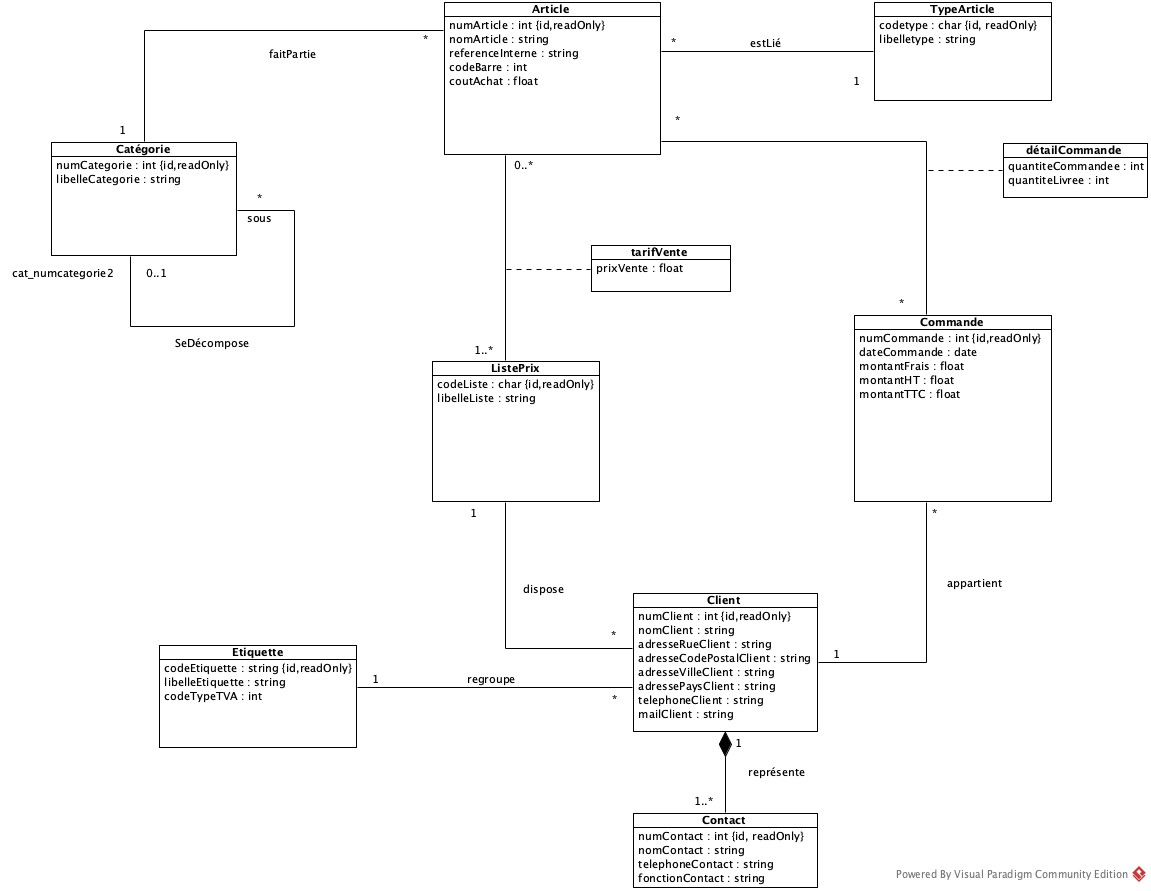 Article
numArticle : int {id,readOnly}
nomArticle : string
referenceInterne : string
codeBarre : int
coutAchat : float
TypeArticle
codetype : char {id, readOnly}
libelletype : string
*
faitPartie
1
*
estLié
1
*
Catégorie
numCategorie : int {id,readOnly}
libelleCategorie : string
*
sous
cat_numcategorie2
0..1
SeDécompose
0..*
détailCommande
quantiteCommandee : int
quantiteLivree : int
tarifVente
prixVente : float
*
1..*
ListePrix
codeListe : char {id,readOnly}
libelleListe : string
Commande
numCommande : int {id,readOnly}
dateCommande : date
montantFrais : float
montantHT : float
montantTTC : float
1
*
dispose
appartient
*
1
Client
numClient : int {id,readOnly}
nomClient : string
adresseRueClient : string
adresseCodePostalClient : string
adresseVilleClient : string
adressePaysClient : string
telephoneClient : string
mailClient : string
Etiquette
codeEtiquette : string {id,readOnly}
libelleEtiquette : string
codeTypeTVA : int
1
regroupe
*
1
représente
1..*
Contact
numContact : int {id, readOnly}
nomContact : string
telephoneContact : string
fonctionContact : string
Powered By Visual Paradigm Community Edition